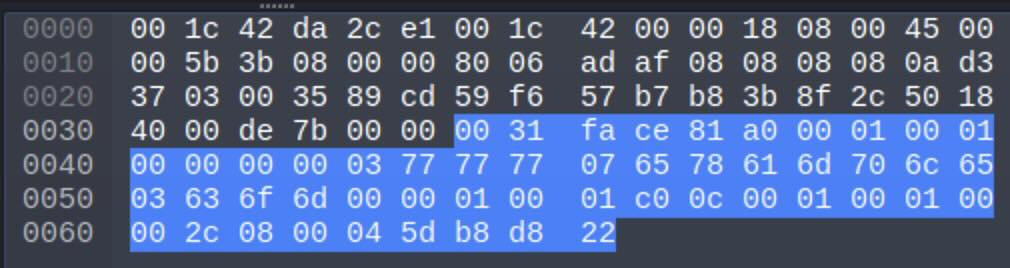 0000 00 1c 42 da 2c e1 00 1c 42 00 00 18 08 00 45 00
0010 00 5b 3b 08 00 00 80 06 ad af 08 08 08 08 0a d3
0020 37 03 00 35 89 cd 59 f6 57 b7 b8 3b 8f 2c 50 18
0030 40 00 de 7b 00 00 00 31 fa ce 81 a0 00 01 00 01
0040 00 00 00 00 03 77 77 77 07 65 78 61 6d 70 6c 65
0050 03 63 6f 6d 00 00 01 00 01 c0 0c 00 01 00 01 00
0060 00 2c 08 00 04 5d b8 d8 22